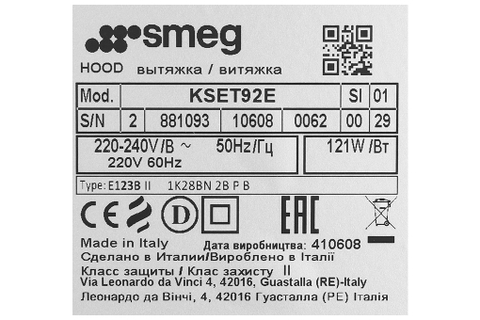 smeg
HOOD вытяжка / витяжка
Mod. KSET92E SI 01
S/N 2 881093 10608 0062 00 29
220-240V/В ~ 50Hz/Гц 121W/Вт
220V 60Hz
Type: E123B II 1K28BN 2B P B
CE D EAC
Made in Italy Дата виробництва: 410608
Сделано в Италии/Вироблено в Італії
Класс защиты / Клас захисту II
Via Leonardo da Vinci 4, 42016, Guastalla (RE)-Italy
Леонардо да Вінчі, 4, 42016 Гуасталла (РЕ) Італія